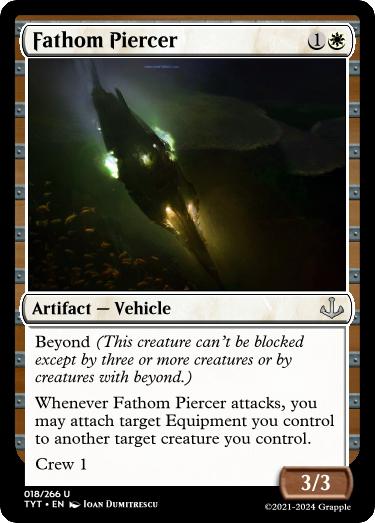 Fathom Piercer 1
Artifact — Vehicle
Beyond (This creature can't be blocked
except by three or more creatures or by
creatures with beyond.)
Whenever Fathom Piercer attacks, you
may attach target Equipment you control
to another target creature you control.
Crew 1
3/3
018/266 U
TYT • EN Ioan Dumitrescu
©2021-2024 Grapple